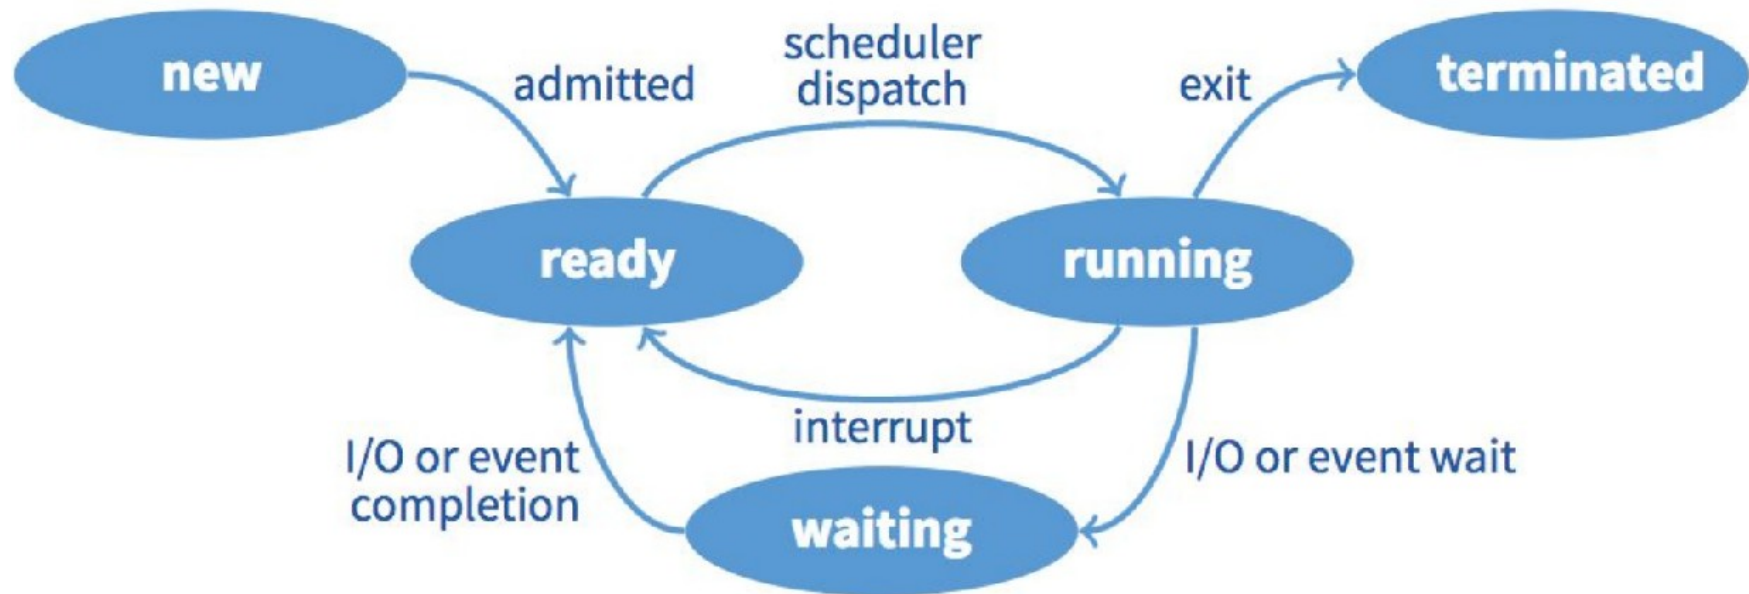 new
admitted
scheduler
dispatch
exit
terminated
ready
running
interrupt
I/O or event
completion
I/O or event wait
waiting